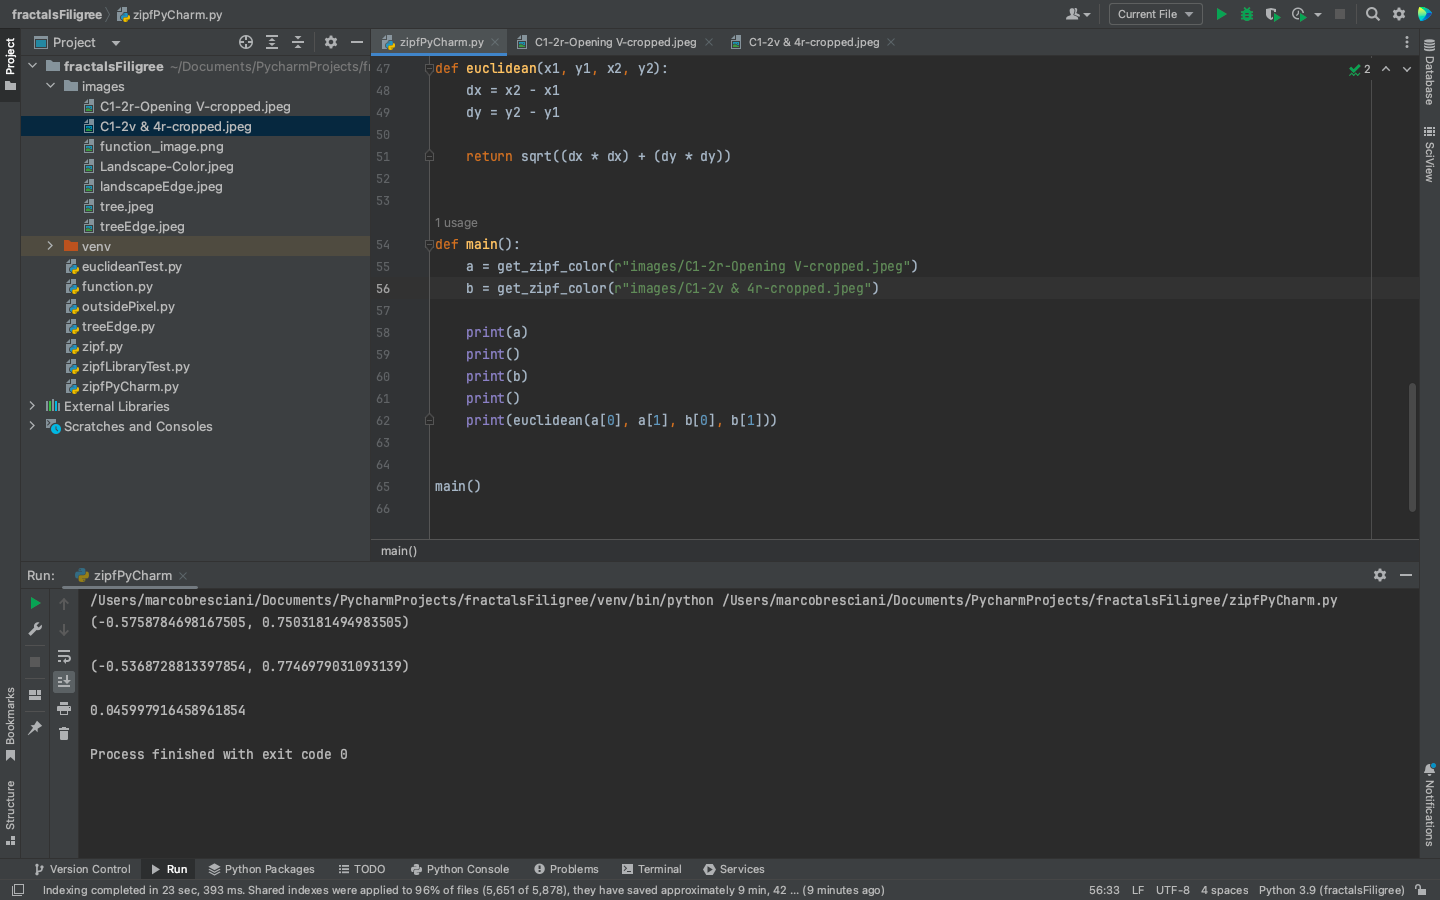 fractalsFiligree
zipfPyCharm.py
Current File
Project
Project
zipfPyCharm.py
C1-2r-Opening V-cropped.jpeg
C1-2v & 4r-cropped.jpeg
fractalsFiligree ~/Documents/PycharmProjects/fr
images
C1-2r-Opening V-cropped.jpeg
C1-2v & 4r-cropped.jpeg
function_image.png
Landscape-Color.jpeg
landscapeEdge.jpeg
tree.jpeg
treeEdge.jpeg
venv
euclideanTest.py
function.py
outsidePixel.py
treeEdge.py
zipf.py
zipfLibraryTest.py
zipfPyCharm.py
External Libraries
Scratches and Consoles
2
47 def euclidean(x1, y1, x2, y2):
48 dx = x2 - x1
49 dy = y2 - y1
50
51 return sqrt((dx * dx) + (dy * dy))
52
53
1 usage
54 def main():
55 a = get_zipf_color(r"images/C1-2r-Opening V-cropped.jpeg")
56 b = get_zipf_color(r"images/C1-2v & 4r-cropped.jpeg")
57
58 print(a)
59 print()
60 print(b)
61 print()
62 print(euclidean(a[0], a[1], b[0], b[1]))
63
64
65 main()
66
main()
Database
SciView
Notifications
Run:
zipfPyCharm
/Users/marcobresciani/Documents/PycharmProjects/fractalsFiligree/venv/bin/python /Users/marcobresciani/Documents/PycharmProjects/fractalsFiligree/zipfPyCharm.py
(-0.5758784698167505, 0.7503181494983505)
(-0.5368728813397854, 0.7746979031093139)
0.045997916458961854
Process finished with exit code 0
Bookmarks
Structure
Version Control
Run
Python Packages
TODO
Python Console
Problems
Terminal
Services
Indexing completed in 23 sec, 393 ms. Shared indexes were applied to 96% of files (5,651 of 5,878), they have saved approximately 9 min, 42 ... (9 minutes ago)
56:33 LF UTF-8 4 spaces Python 3.9 (fractalsFiligree)